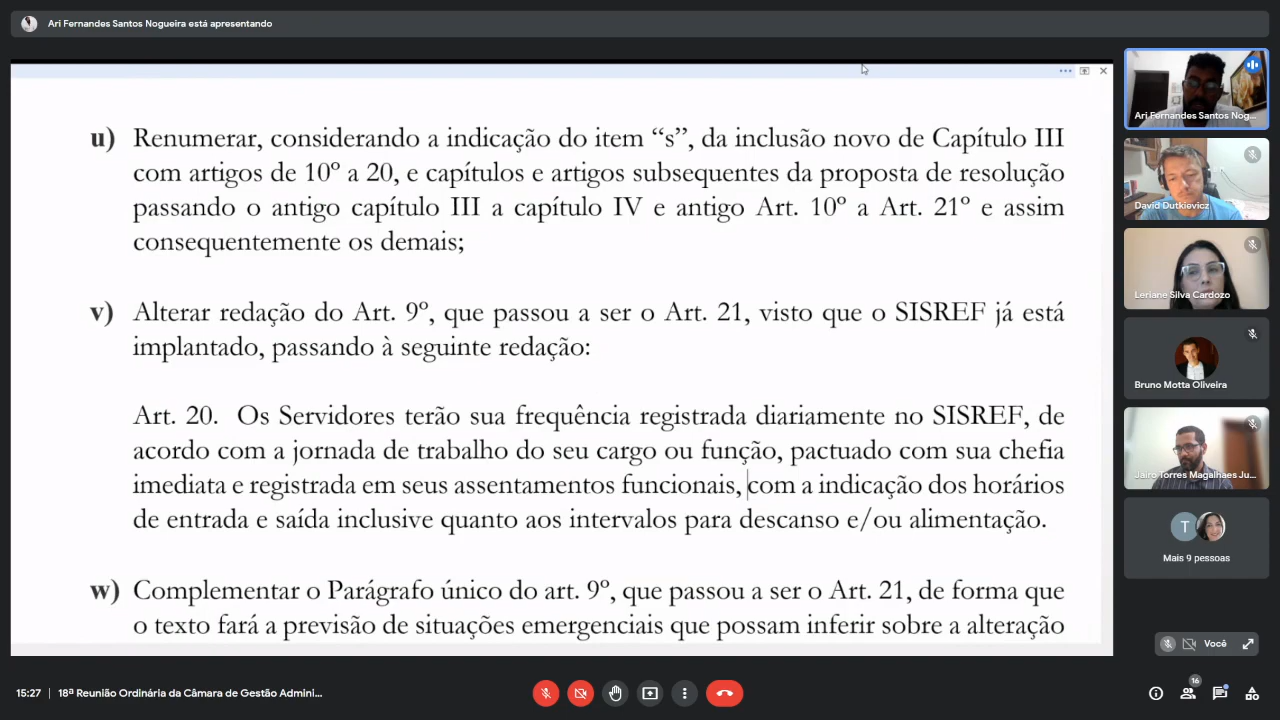 Ari Fernandes Santos Nogueira está apresentando
u) Renumerar, considerando a indicação do item “s”, da inclusão novo de Capítulo III
com artigos de 10º a 20, e capítulos e artigos subsequentes da proposta de resolução
passando o antigo capítulo III a capítulo IV e antigo Art. 10º a Art. 21º e assim
consequentemente os demais;
v) Alterar redação do Art. 9º, que passou a ser o Art. 21, visto que o SISREF já está
implantado, passando à seguinte redação:
Art. 20. Os Servidores terão sua frequência registrada diariamente no SISREF, de
acordo com a jornada de trabalho do seu cargo ou função, pactuado com sua chefia
imediata e registrada em seus assentamentos funcionais, com a indicação dos horários
de entrada e saída inclusive quanto aos intervalos para descanso e/ou alimentação.
w) Complementar o Parágrafo único do art. 9º, que passou a ser o Art. 21, de forma que
o texto fará a previsão de situações emergenciais que possam inferir sobre a alteração
Ari Fernandes Santos Nog...
David Dutkievicz
Leriane Silva Cardozo
Bruno Motta Oliveira
Jairo Torres Magalhaes Ju...
T
Mais 9 pessoas
Você
15:27 | 18ª Reunião Ordinária da Câmara de Gestão Admini...
16